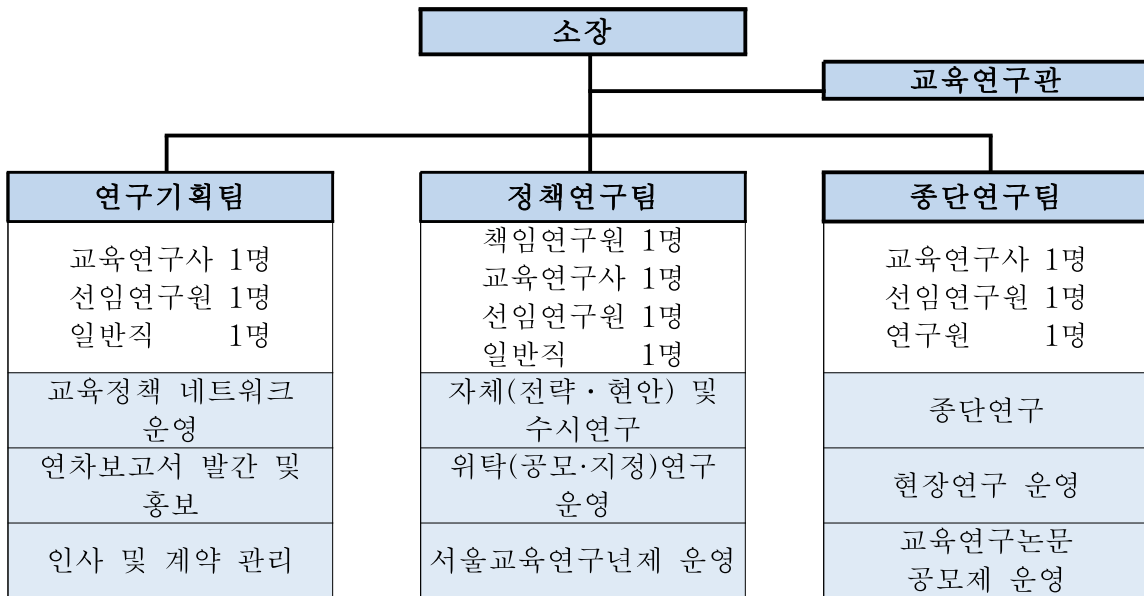 소장
교육연구관
연구기획팀
교육연구사 1명
선임연구원 1명
일반직 1명
교육정책 네트워크
운영
연차보고서 발간 및
홍보
인사 및 계약 관리
정책연구팀
책임연구원 1명
교육연구사 1명
선임연구원 1명
일반직 1명
자체(전략・현안) 및
수시연구
위탁(공모·지정)연구
운영
서울교육연구년제 운영
종단연구팀
교육연구사 1명
선임연구원 1명
연구원 1명
종단연구
현장연구 운영
교육연구논문
공모제 운영